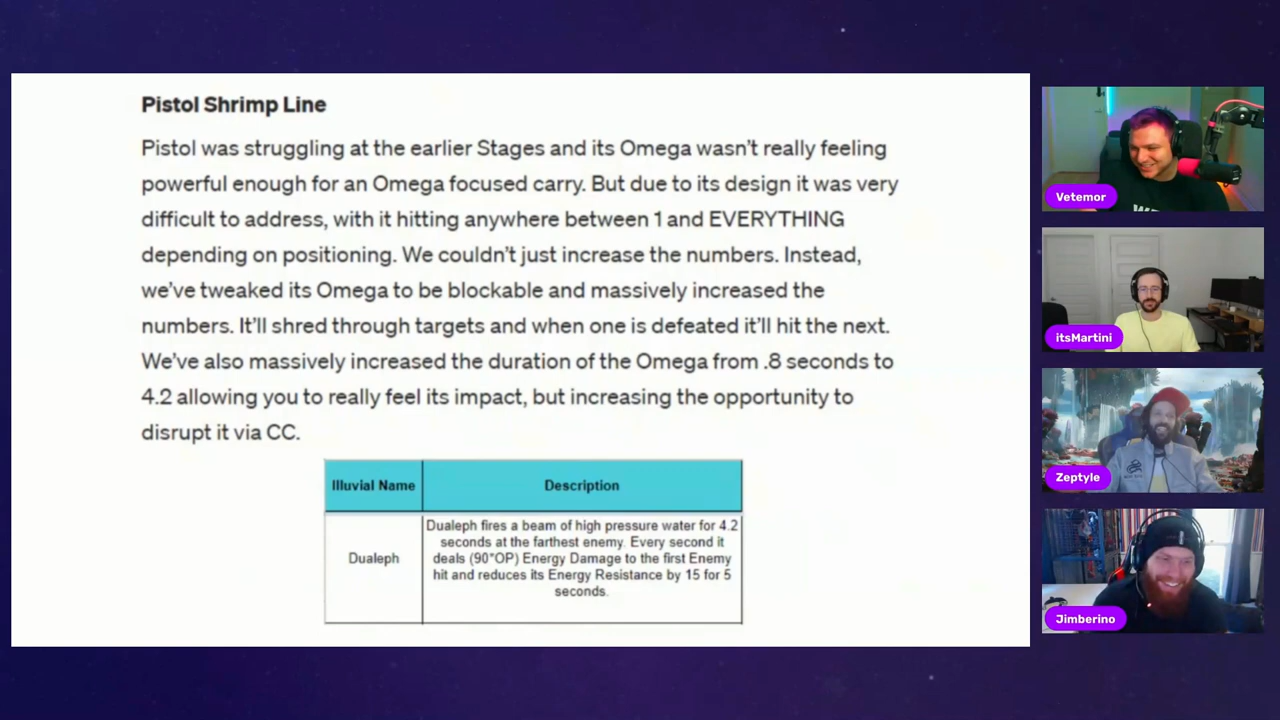 Pistol Shrimp Line
Pistol was struggling at the earlier Stages and its Omega wasn't really feeling
powerful enough for an Omega focused carry. But due to its design it was very
difficult to address, with it hitting anywhere between 1 and EVERYTHING
depending on positioning. We couldn't just increase the numbers. Instead,
we've tweaked its Omega to be blockable and massively increased the
numbers. It'll shred through targets and when one is defeated it'll hit the next.
We've also massively increased the duration of the Omega from .8 seconds to
4.2 allowing you to really feel its impact, but increasing the opportunity to
disrupt it via CC.
Illuvial Name
Description
Dualeph
Dualeph fires a beam of high pressure water for 4.2
seconds at the farthest enemy. Every second it
deals (90*OP) Energy Damage to the first Enemy
hit and reduces its Energy Resistance by 15 for 5
seconds.
Vetemor
itsMartini
Zeptyle
Jimberino